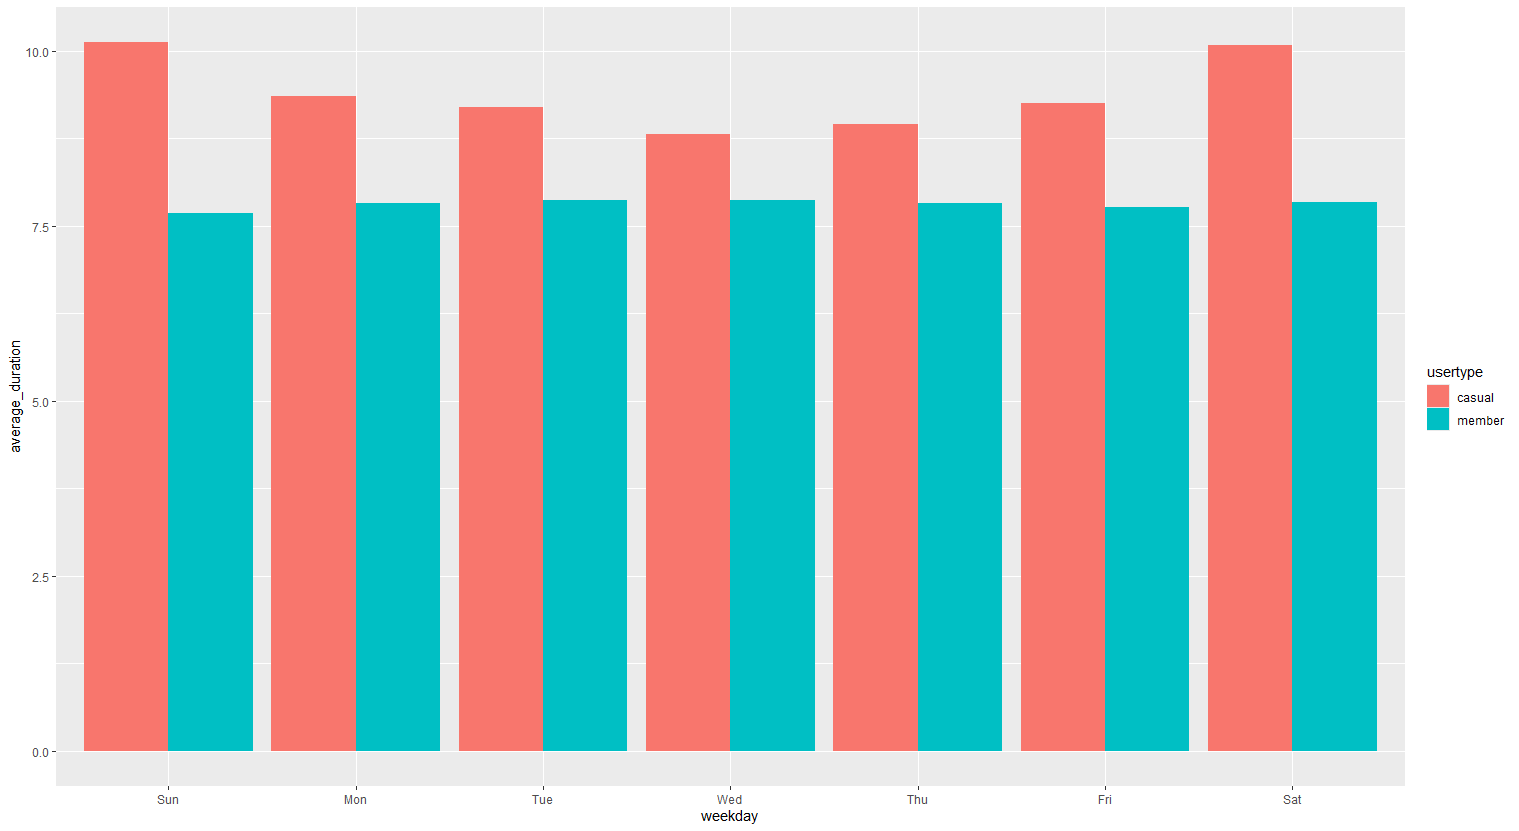 average_duration
10.0
7.5
5.0
2.5
0.0
Sun Mon Tue Wed Thu Fri Sat
weekday
usertype
casual
member